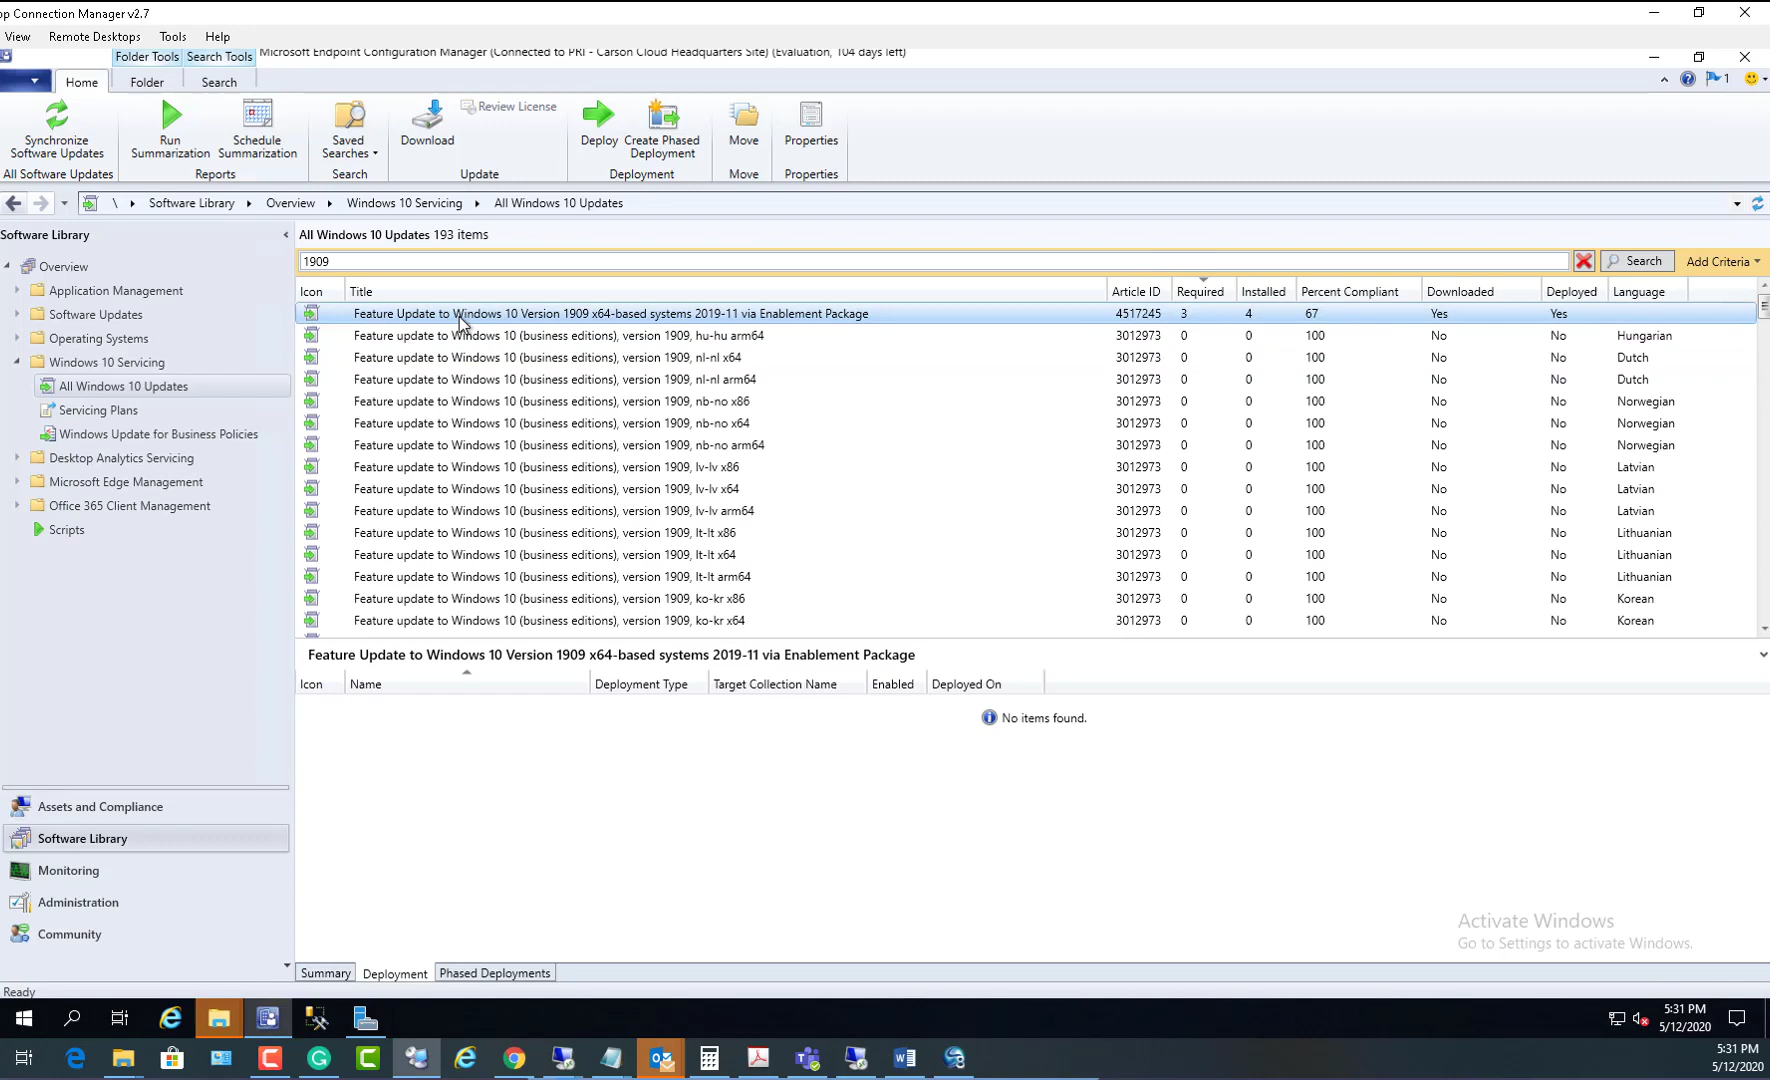 op Connection Manager v2.7
View Remote Desktops Tools Help
Folder Tools Search Tools Microsoft Endpoint Configuration Manager (Connected to PRI - Carson Cloud Headquarters Site) (Evaluation, 104 days left)
Home Folder Search 1
Synchronize Software Updates
Run Summarization
Schedule Summarization
Saved Searches
Download
Review License
Deploy
Create Phased Deployment
Move
Properties
All Software Updates Reports Search Update Deployment Move Properties
\ Software Library Overview Windows 10 Servicing All Windows 10 Updates
Software Library
Overview
Application Management
Software Updates
Operating Systems
Windows 10 Servicing
All Windows 10 Updates
Servicing Plans
Windows Update for Business Policies
Desktop Analytics Servicing
Microsoft Edge Management
Office 365 Client Management
Scripts
Assets and Compliance
Software Library
Monitoring
Administration
Community
All Windows 10 Updates 193 items
1909 Search Add Criteria
Icon Title Article ID Required Installed Percent Compliant Downloaded Deployed Language
Feature Update to Windows 10 Version 1909 x64-based systems 2019-11 via Enablement Package 4517245 3 4 67 Yes Yes
Feature update to Windows 10 (business editions), version 1909, hu-hu arm64 3012973 0 0 100 No No Hungarian
Feature update to Windows 10 (business editions), version 1909, nl-nl x64 3012973 0 0 100 No No Dutch
Feature update to Windows 10 (business editions), version 1909, nl-nl arm64 3012973 0 0 100 No No Dutch
Feature update to Windows 10 (business editions), version 1909, nb-no x86 3012973 0 0 100 No No Norwegian
Feature update to Windows 10 (business editions), version 1909, nb-no x64 3012973 0 0 100 No No Norwegian
Feature update to Windows 10 (business editions), version 1909, nb-no arm64 3012973 0 0 100 No No Norwegian
Feature update to Windows 10 (business editions), version 1909, lv-lv x86 3012973 0 0 100 No No Latvian
Feature update to Windows 10 (business editions), version 1909, lv-lv x64 3012973 0 0 100 No No Latvian
Feature update to Windows 10 (business editions), version 1909, lv-lv arm64 3012973 0 0 100 No No Latvian
Feature update to Windows 10 (business editions), version 1909, lt-lt x86 3012973 0 0 100 No No Lithuanian
Feature update to Windows 10 (business editions), version 1909, lt-lt x64 3012973 0 0 100 No No Lithuanian
Feature update to Windows 10 (business editions), version 1909, lt-lt arm64 3012973 0 0 100 No No Lithuanian
Feature update to Windows 10 (business editions), version 1909, ko-kr x86 3012973 0 0 100 No No Korean
Feature update to Windows 10 (business editions), version 1909, ko-kr x64 3012973 0 0 100 No No Korean
Feature Update to Windows 10 Version 1909 x64-based systems 2019-11 via Enablement Package
Icon Name Deployment Type Target Collection Name Enabled Deployed On
No items found.
Activate Windows
Go to Settings to activate Windows.
Summary Deployment Phased Deployments
Ready
5:31 PM
5/12/2020
5:31 PM
5/12/2020